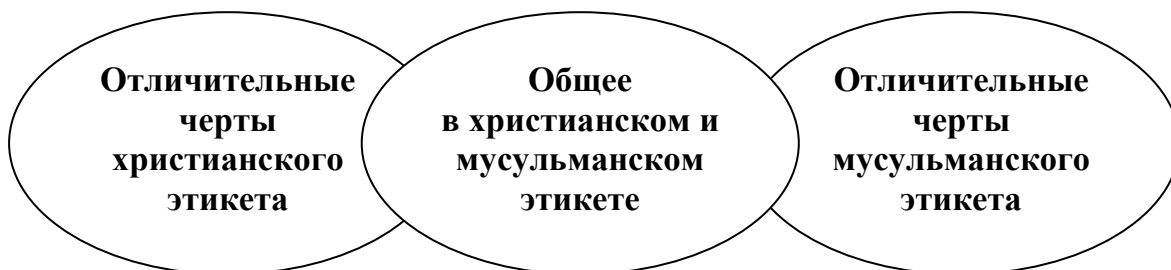 Отличительные
черты
христианского
этикета
Общее
в христианском и
мусульманском
этикете
Отличительные
черты
мусульманского
этикета